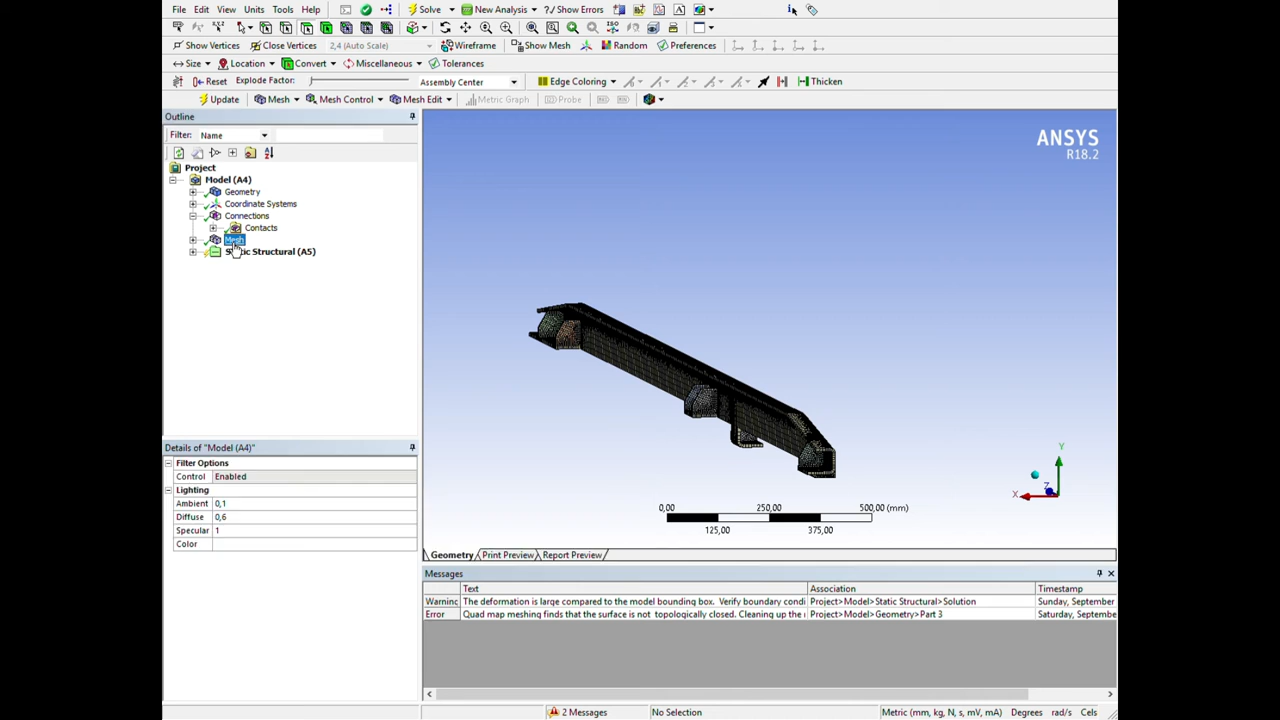 File Edit View Units Tools Help Solve New Analysis Show Errors
Show Vertices Close Vertices 2,4 (Auto Scale) Wireframe Show Mesh Random Preferences
Size Location Convert Miscellaneous Tolerances
Reset Explode Factor: Assembly Center Edge Coloring Thicken
Update Mesh Mesh Control Mesh Edit Metric Graph Probe
Outline
Filter: Name
Project
Model (A4)
Geometry
Coordinate Systems
Connections
Contacts
Mesh
Static Structural (A5)
ANSYS
R18.2
Details of "Model (A4)"
Filter Options
Control Enabled
Lighting
Ambient 0,1
Diffuse 0,6
Specular 1
Color
Y
X
Z
0,00 250,00 500,00 (mm)
125,00 375,00
Geometry Print Preview Report Preview
Messages
Text Association Timestamp
Warninc The deformation is large compared to the model bounding box. Verify boundary condi Project>Model>Static Structural>Solution Sunday, September
Error Quad map meshing finds that the surface is not topologically closed. Cleaning up the Project>Model>Geometry>Part 3 Saturday, September
2 Messages No Selection Metric (mm, kg, N, s, mV, mA) Degrees rad/s Cels